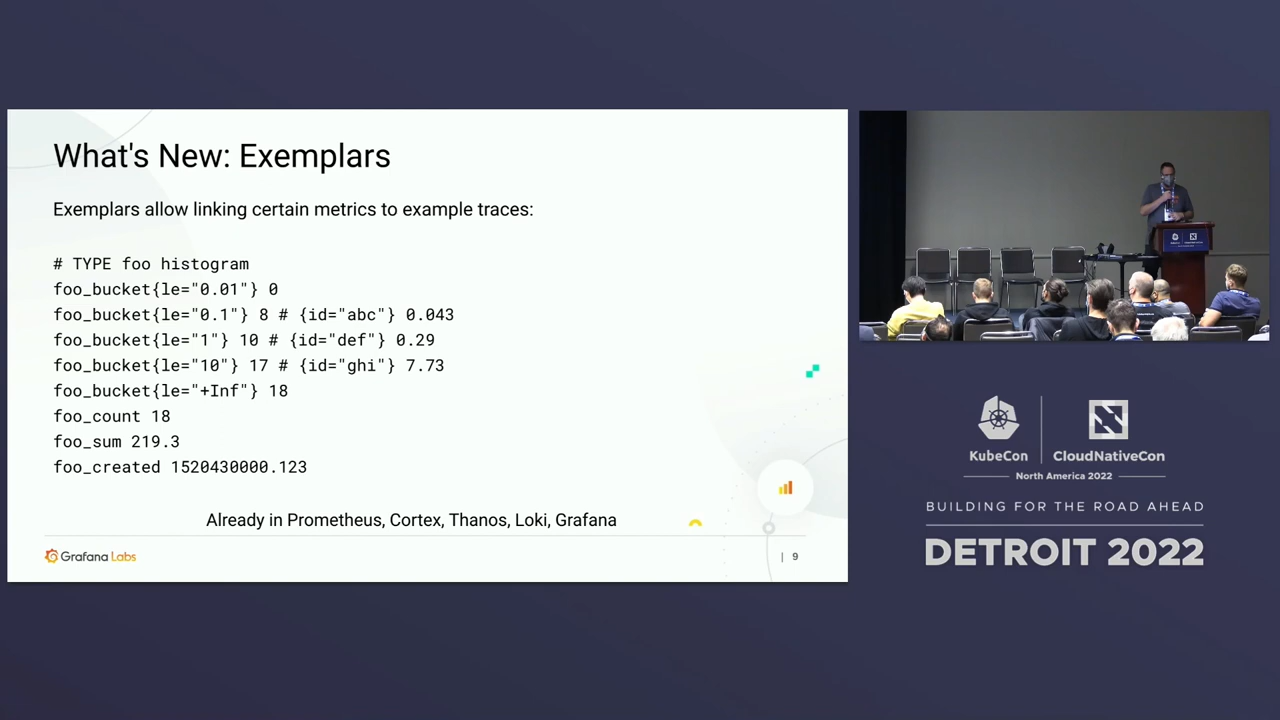 What's New: Exemplars
Exemplars allow linking certain metrics to example traces:
# TYPE foo histogram
foo_bucket{le="0.01"} 0
foo_bucket{le="0.1"} 8 # {id="abc"} 0.043
foo_bucket{le="1"} 10 # {id="def"} 0.29
foo_bucket{le="10"} 17 # {id="ghi"} 7.73
foo_bucket{le="+Inf"} 18
foo_count 18
foo_sum 219.3
foo_created 1520430000.123
Already in Prometheus, Cortex, Thanos, Loki, Grafana
Grafana Labs
| 9
KubeCon | CloudNativeCon
North America 2022
BUILDING FOR THE ROAD AHEAD
DETROIT 2022